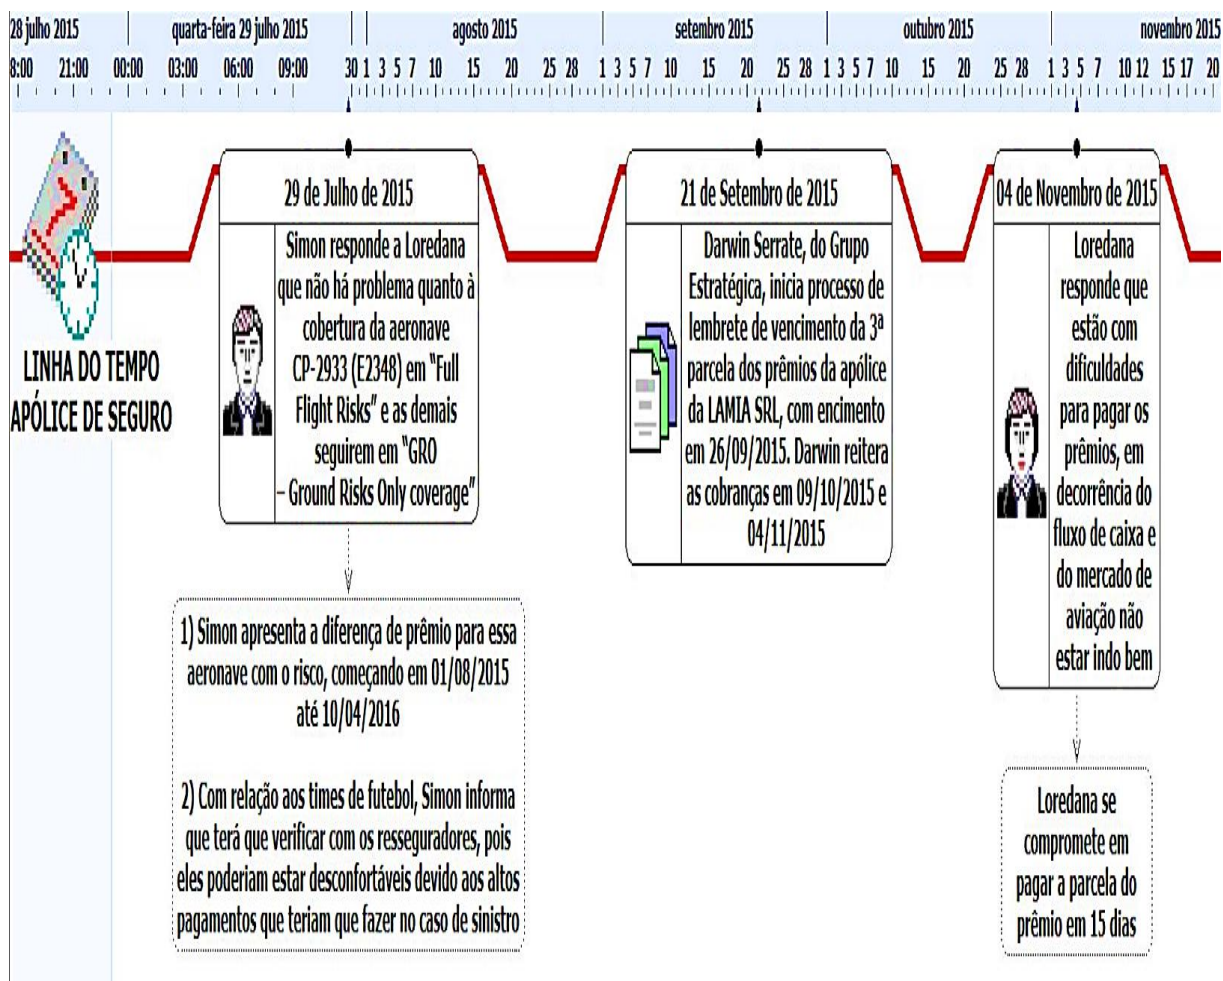 28 julho 2015
quarta-feira 29 julho 2015
agosto 2015
setembro 2015
outubro 2015
novembro 2015
8:00 21:00 00:00 03:00 06:00 09:00 30 1 3 5 7 10 15 20 25 28 1 3 5 7 10 15 20 25 28 1 3 5 7 10 15 20 25 28 1 3 5 7 10 12 15 17 20
LINHA DO TEMPO
APÓLICE DE SEGURO
29 de Julho de 2015
Simon responde a Loredana
que não há problema quanto à
cobertura da aeronave
CP-2933 (E2348) em "Full
Flight Risks" e as demais
seguirem em "GRO
– Ground Risks Only coverage"
1) Simon apresenta a diferença de prêmio para essa
aeronave com o risco, começando em 01/08/2015
até 10/04/2016
2) Com relação aos times de futebol, Simon informa
que terá que verificar com os resseguradores, pois
eles poderiam estar desconfortáveis devido aos altos
pagamentos que teriam que fazer no caso de sinistro
21 de Setembro de 2015
Darwin Serrate, do Grupo
Estratégica, inicia processo de
lembrete de vencimento da 3ª
parcela dos prêmios da apólice
da LAMIA SRL, com encimento
em 26/09/2015. Darwin reitera
as cobranças em 09/10/2015 e
04/11/2015
04 de Novembro de 2015
Loredana
responde que
estão com
dificuldades
para pagar os
prêmios, em
decorrência do
fluxo de caixa e
do mercado de
aviação não
estar indo bem
Loredana se
compromete em
pagar a parcela do
prêmio em 15 dias